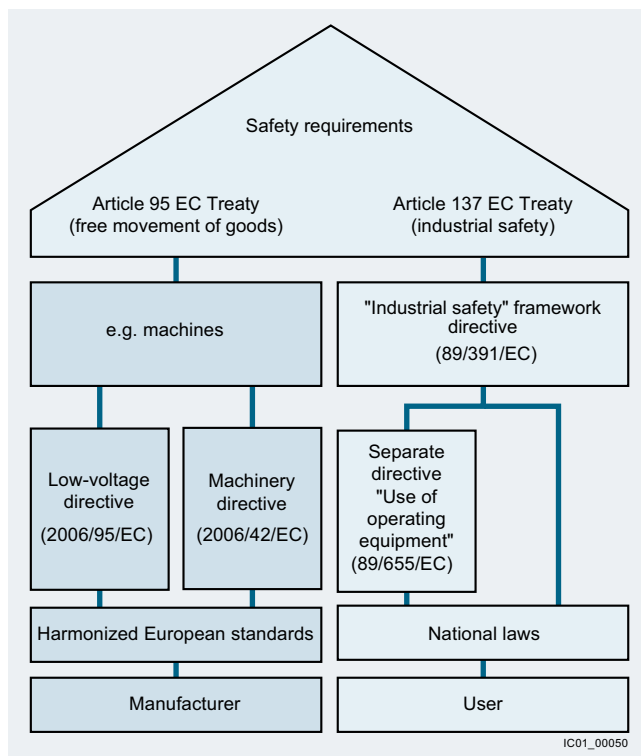 Safety requirements
Article 95 EC Treaty
(free movement of goods)
Article 137 EC Treaty
(industrial safety)
e.g. machines
"Industrial safety" framework
directive
(89/391/EC)
Low-voltage
directive
(2006/95/EC)
Machinery
directive
(2006/42/EC)
Separate
directive
"Use of
operating
equipment"
(89/655/EC)
Harmonized European standards
National laws
Manufacturer
User
IC01_00050